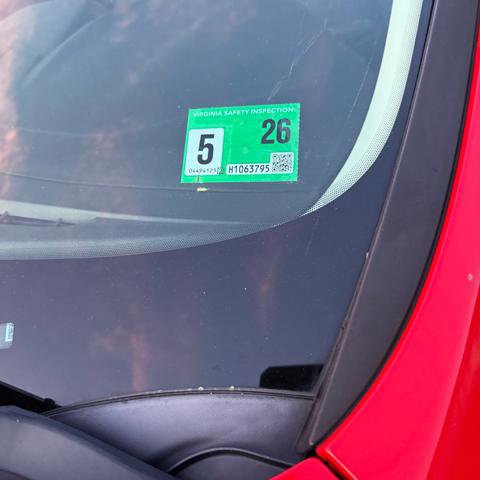 VIRGINIA SAFETY INSPECTION
5 26
H1063795